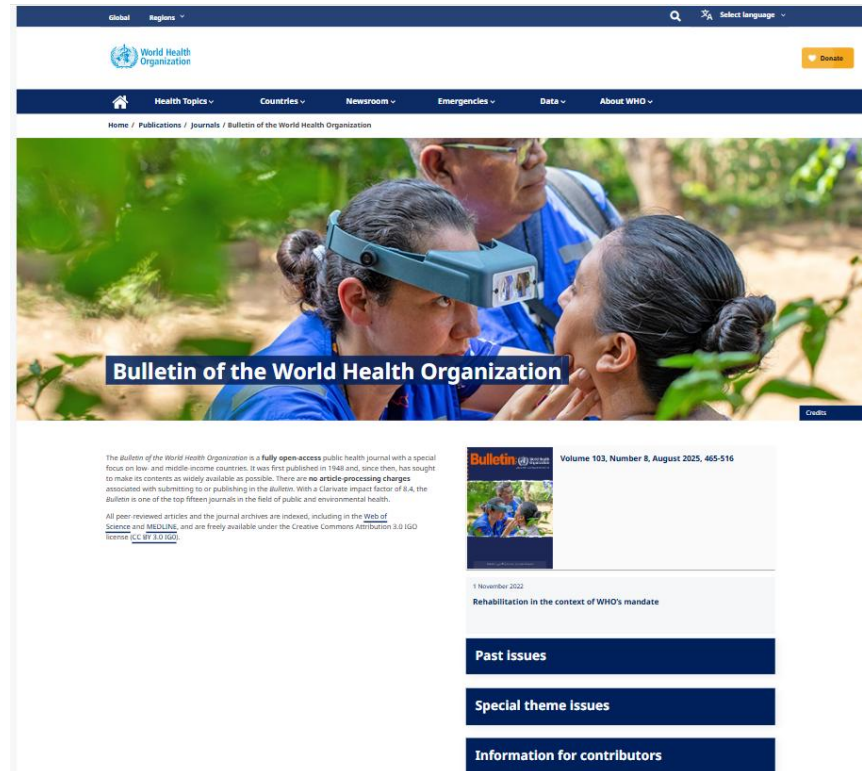 Global Regions
Select language
World Health
Organization
Donate
Health Topics Countries Newsroom Emergencies Data About WHO
Home / Publications / Journals / Bulletin of the World Health Organization
Bulletin of the World Health Organization
Credits
The Bulletin of the World Health Organization is a fully open-access public health journal with a special
focus on low- and middle-income countries. It was first published in 1948 and, since then, has sought
to make its contents as widely available as possible. There are no article-processing charges
associated with submitting to or publishing in the Bulletin. With a Clarivate impact factor of 8.4, the
Bulletin is one of the top fifteen journals in the field of public and environmental health.
All peer-reviewed articles and the journal archives are indexed, including in the Web of
Science and MEDLINE, and are freely available under the Creative Commons Attribution 3.0 IGO
license (CC BY 3.0 IGO).
Bulletin
Volume 103, Number 8, August 2025, 465-516
1 November 2022
Rehabilitation in the context of WHO's mandate
Past issues
Special theme issues
Information for contributors